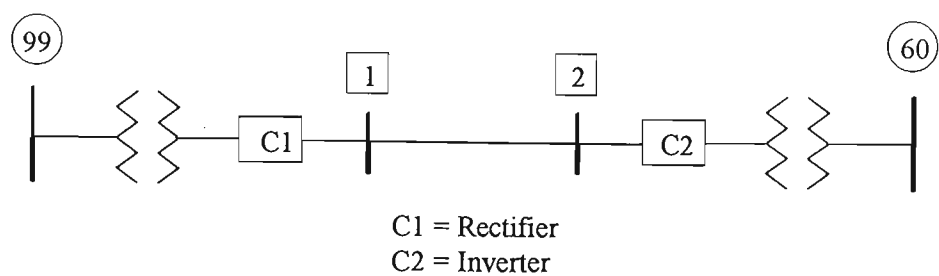 99
60
1
2
C1
C2
C1 = Rectifier
C2 = Inverter